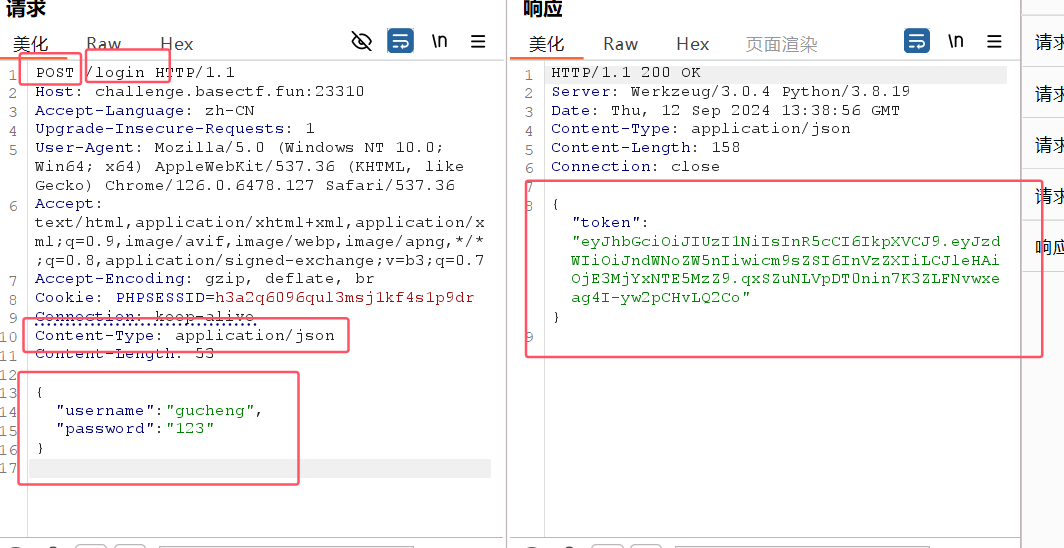 请求
美化 Raw Hex \n
1 POST /login HTTP/1.1
2 Host: challenge.basectf.fun:23310
3 Accept-Language: zh-CN
4 Upgrade-Insecure-Requests: 1
5 User-Agent: Mozilla/5.0 (Windows NT 10.0;
Win64; x64) AppleWebKit/537.36 (KHTML, like
Gecko) Chrome/126.0.6478.127 Safari/537.36
6 Accept:
text/html,application/xhtml+xml,application/x
ml;q=0.9,image/avif,image/webp,image/apng,*/*
;q=0.8,application/signed-exchange;v=b3;q=0.7
7 Accept-Encoding: gzip, deflate, br
8 Cookie: PHPSESSID=h3a2q6096qul3msj1kf4s1p9dr
9 Connection: keep-alive
10 Content-Type: application/json
11 Content-Length: 53
12
13 {
14 "username":"gucheng",
15 "password":"123"
16 }
17
响应
美化 Raw Hex 页面渲染 \n
1 HTTP/1.1 200 OK
2 Server: Werkzeug/3.0.4 Python/3.8.19
3 Date: Thu, 12 Sep 2024 13:38:56 GMT
4 Content-Type: application/json
5 Content-Length: 158
6 Connection: close
7
8 {
"token":
"eyJhbGciOiJIUzI1NiIsInR5cCI6IkpXVCJ9.eyJzd
WIiOiJndWNoZW5nIiwicm9sZSI6InVzZXIiLCJleHAi
OjE3MjYxNTE5MzZ9.qxSZuNLVpDT0nin7K3ZLFNvwxe
ag4I-yw2pCHvLQ2Co"
}
9
请求
请求
请求
请求
响应